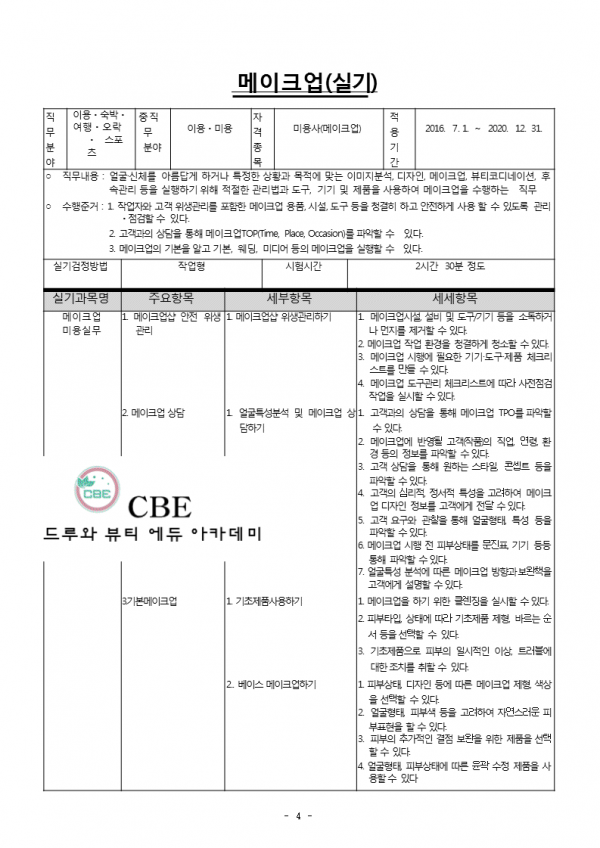 메이크업(실기)
직무분야 이용・숙박・여행・오락・ 스포츠 중직무분야 이용・미용 자격종목 미용사(메이크업) 적용기간 2016. 7. 1. ~ 2020. 12. 31.
○ 직무내용 : 얼굴·신체를 아름답게 하거나 특정한 상황과 목적에 맞는 이미지분석, 디자인, 메이크업, 뷰티코디네이션, 후
속관리 등을 실행하기 위해 적절한 관리법과 도구, 기기 및 제품을 사용하여 메이크업을 수행하는 직무
○ 수행준거 : 1. 작업자와 고객 위생관리를 포함한 메이크업 용품, 시설, 도구 등을 청결히 하고 안전하게 사용 할 수 있도록 관리
・점검할 수 있다.
2. 고객과의 상담을 통해 메이크업TOP(Time, Place, Occasion)를 파악할 수 있다.
3. 메이크업의 기본을 알고 기본, 웨딩, 미디어 등의 메이크업을 실행할 수 있다.
실기검정방법 작업형 시험시간 2시간 30분 정도
실기과목명 주요항목 세부항목 세세항목
메이크업
미용실무
1. 메이크업샵 안전 위생
관리
1. 메이크업샵 위생관리하기
1. 메이크업시설, 설비 및 도구/기기 등을 소독하거
나 먼지를 제거할 수 있다.
2. 메이크업 작업 환경을 청결하게 청소할 수 있다.
3. 메이크업 시행에 필요한 기기·도구·제품 체크리
스트를 만들 수 있다.
4. 메이크업 도구관리 체크리스트에 따라 사전점검
작업을 실시할 수 있다.
2. 메이크업 상담
1. 얼굴특성분석 및 메이크업 상
담하기
1. 고객과의 상담을 통해 메이크업 TPO를 파악할
수 있다.
2. 메이크업에 반영될 고객(작품)의 직업, 연령, 환
경 등의 정보를 파악할 수 있다.
3. 고객 상담을 통해 원하는 스타일, 콘셉트 등을
파악할 수 있다.
4. 고객의 심리적, 정서적 특성을 고려하여 메이크
업 디자인 정보를 고객에게 전달할 수 있다.
5. 고객 요구와 관찰을 통해 얼굴형태, 특성 등을
파악할 수 있다.
6. 메이크업 시행 전 피부상태를 문진표, 기기 등등
통해 파악할 수 있다.
7. 얼굴특성 분석에 따른 메이크업 방향과 보완책을
고객에게 설명할 수 있다.
CBE
CBE
드루와 뷰티 에듀 아카데미
3.기본메이크업
1. 기초제품사용하기
1. 메이크업을 하기 위한 클렌징을 실시할 수 있다.
2. 피부타입, 상태에 따라 기초제품 제형, 바르는 순
서 등을 선택할 수 있다.
3. 기초제품으로 피부의 일시적인 이상, 트러블에
대한 조치를 취할 수 있다.
2.. 베이스 메이크업하기
1. 피부상태, 디자인 등에 따른 메이크업 제형, 색상
을 선택할 수 있다.
2. 얼굴형태, 피부색 등을 고려하여 자연스러운 피
부표현을 할 수 있다.
3. 피부의 추가적인 결점 보완을 위한 제품을 선택
할 수 있다.
4. 얼굴형태, 피부상태에 따른 윤곽 수정 제품을 사
용할 수 있다
- 4 -